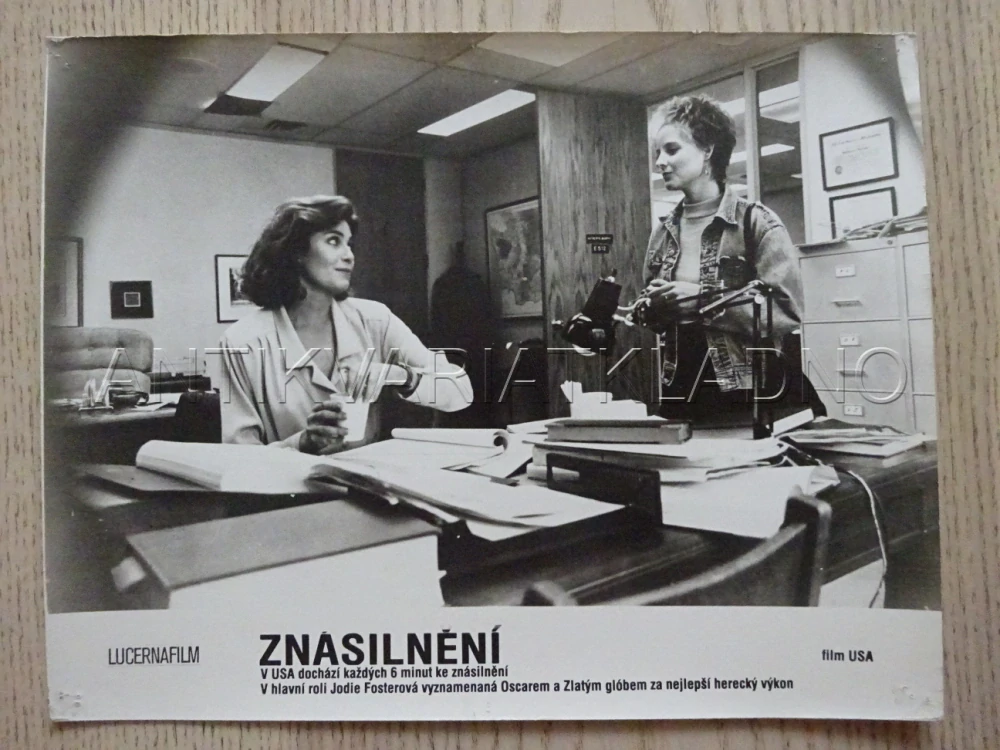 ANTIKVARIAT KLADNO
LUCERNAFILM
ZNÁSILNĚNÍ
V USA dochází každých 6 minut ke znásilnění
V hlavní roli Jodie Fosterová vyznamenaná Oscarem a Zlatým glóbem za nejlepší herecký výkon
film USA